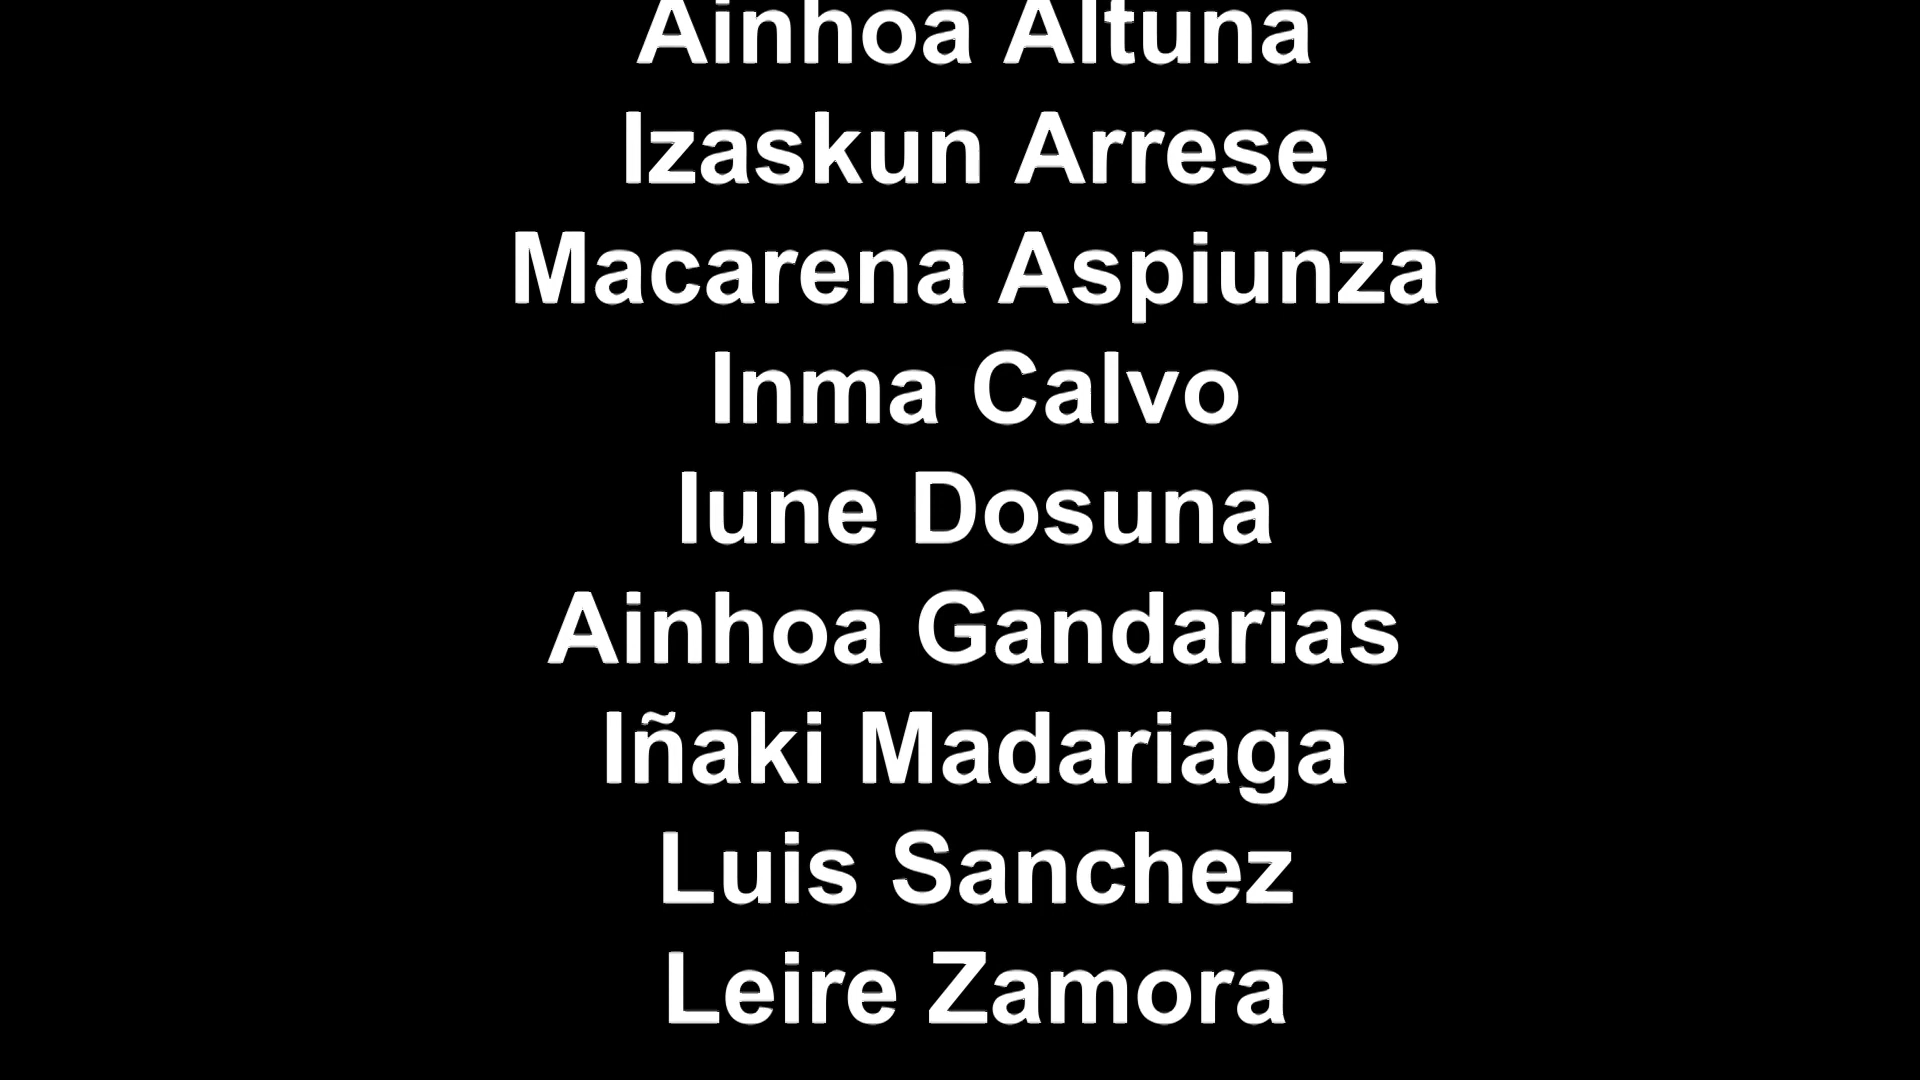 Ainhoa Altuna
Izaskun Arrese
Macarena Aspiunza
Inma Calvo
Iune Dosuna
Ainhoa Gandarias
Iñaki Madariaga
Luis Sanchez
Leire Zamora